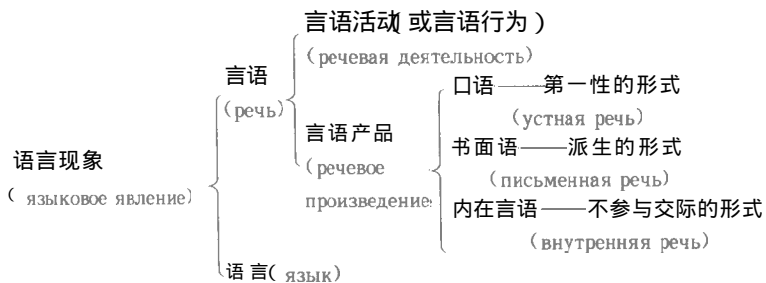 言语活动(或言语行为)
(речевая деятельность)
言语
(речь)
口语——第一性的形式
(устная речь)
言语产品
(речевое
произведение)
书面语——派生的形式
(письменная речь)
内在言语——不参与交际的形式
(внутренняя речь)
语言现象
(языковое явление)
语言(язык)